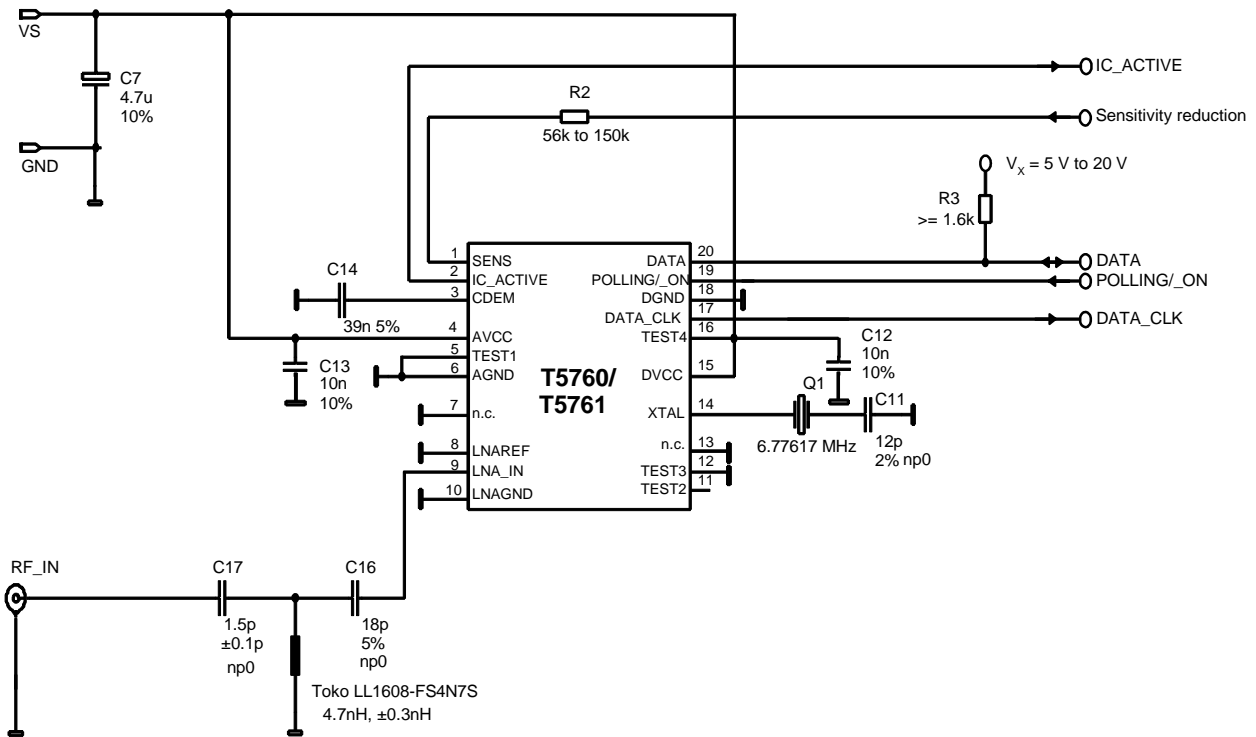 VS
C7
4.7u
10%
GND
IC_ACTIVE
R2
56k to 150k
Sensitivity reduction
VX = 5 V to 20 V
R3
>= 1.6k
DATA
POLLING/_ON
DATA_CLK
C14
39n 5%
C13
10n
10%
1 SENS
2 IC_ACTIVE
3 CDEM
4 AVCC
5 TEST1
6 AGND
7 n.c.
8 LNAREF
9 LNA_IN
10 LNAGND
T5760/
T5761
DATA 20
POLLING/_ON 19
DGND 18
DATA_CLK 17
TEST4 16
DVCC 15
XTAL 14
n.c. 13
TEST3 12
TEST2 11
C12
10n
10%
Q1
6.77617 MHz
C11
12p
2% np0
RF_IN
C17
1.5p
±0.1p
np0
C16
18p
5%
np0
Toko LL1608-FS4N7S
4.7nH, ±0.3nH